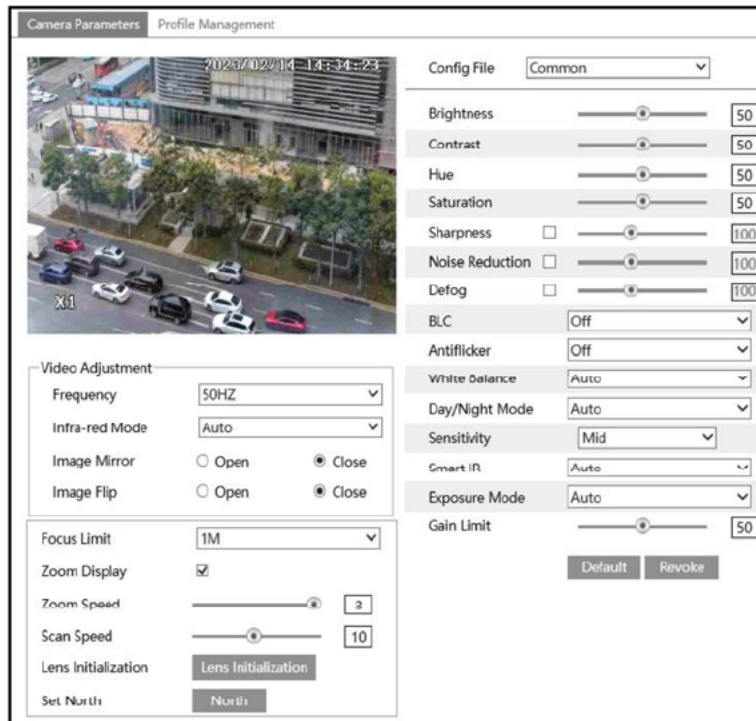 Camera Parameters Profile Management
2023/02/14 14:34:23
X1
Config File Common
Brightness 50
Contrast 50
Hue 50
Saturation 50
Sharpness 100
Noise Reduction 100
Defog 100
BLC Off
Antiflicker Off
White Balance Auto
Day/Night Mode Auto
Sensitivity Mid
Smart IR Auto
Exposure Mode Auto
Gain Limit 50
Default Revoke
Video Adjustment
Frequency 50HZ
Infra-red Mode Auto
Image Mirror Open Close
Image Flip Open Close
Focus Limit 1M
Zoom Display
Zoom Speed 3
Scan Speed 10
Lens Initialization Lens Initialization
Set North North